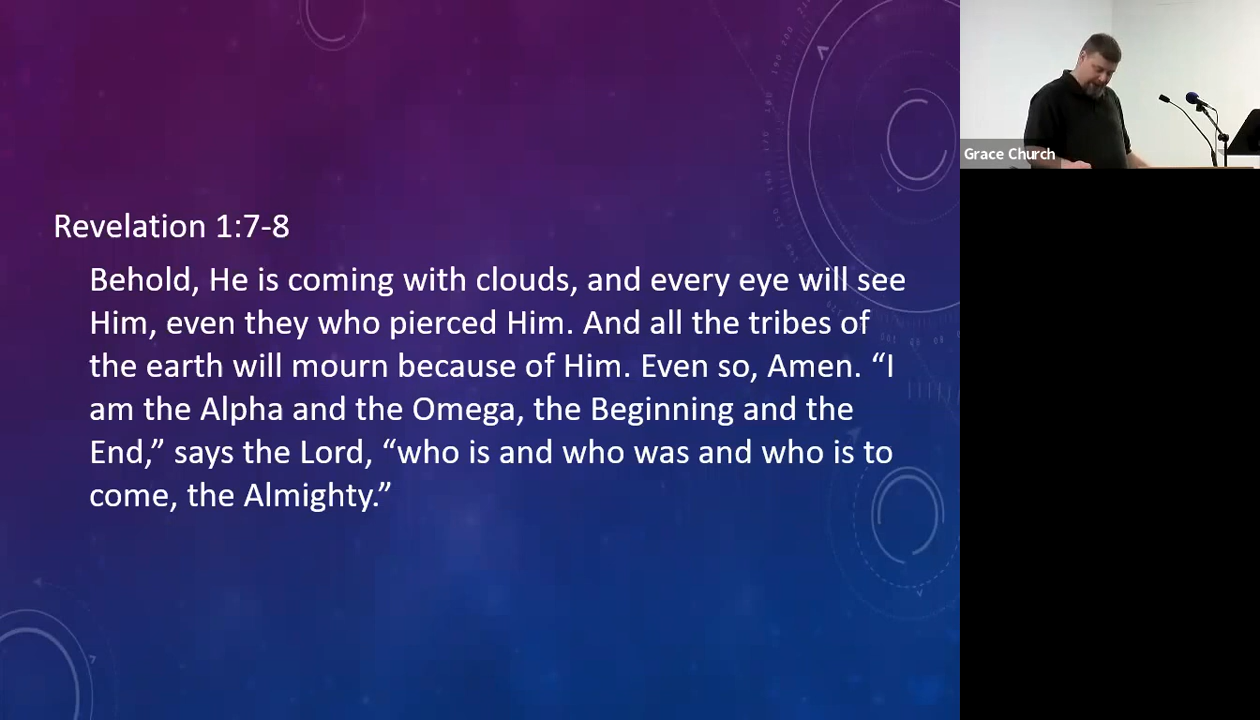 Revelation 1:7-8
Behold, He is coming with clouds, and every eye will see
Him, even they who pierced Him. And all the tribes of
the earth will mourn because of Him. Even so, Amen. “I
am the Alpha and the Omega, the Beginning and the
End,” says the Lord, “who is and who was and who is to
come, the Almighty.”
Grace Church